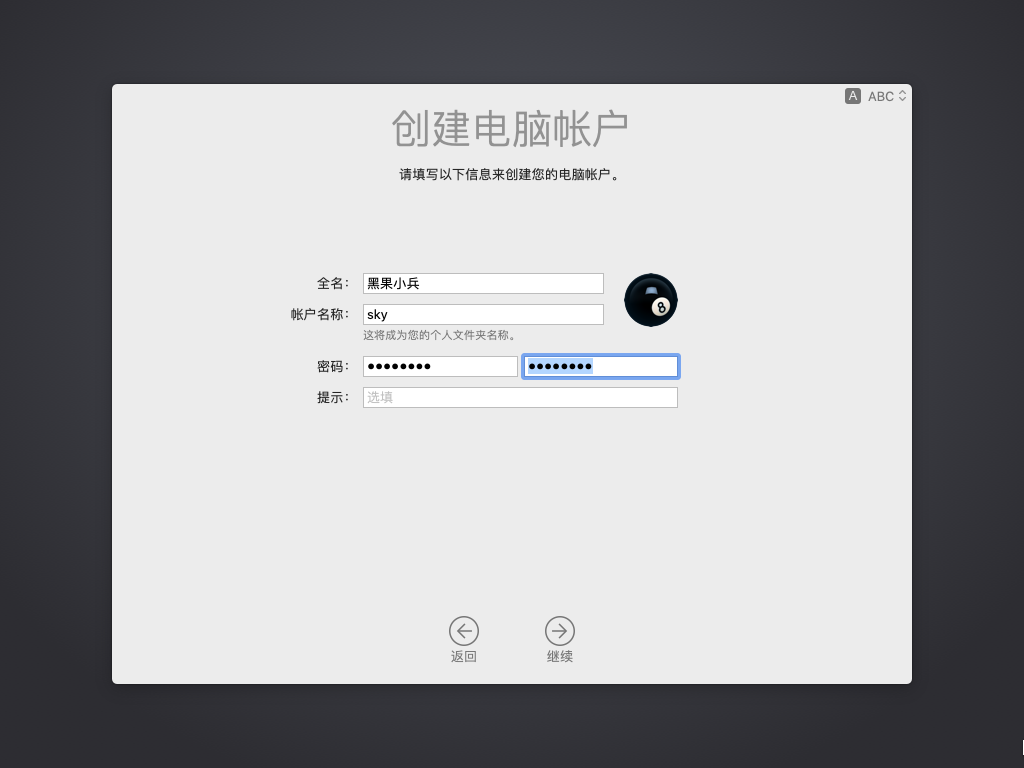 A ABC
创建电脑帐户
请填写以下信息来创建您的电脑帐户。
全名： 黑果小兵
8
帐户名称： sky
这将成为您的个人文件夹名称。
密码： ●●●●●●●● ●●●●●●●●
提示： 选填
返回 继续